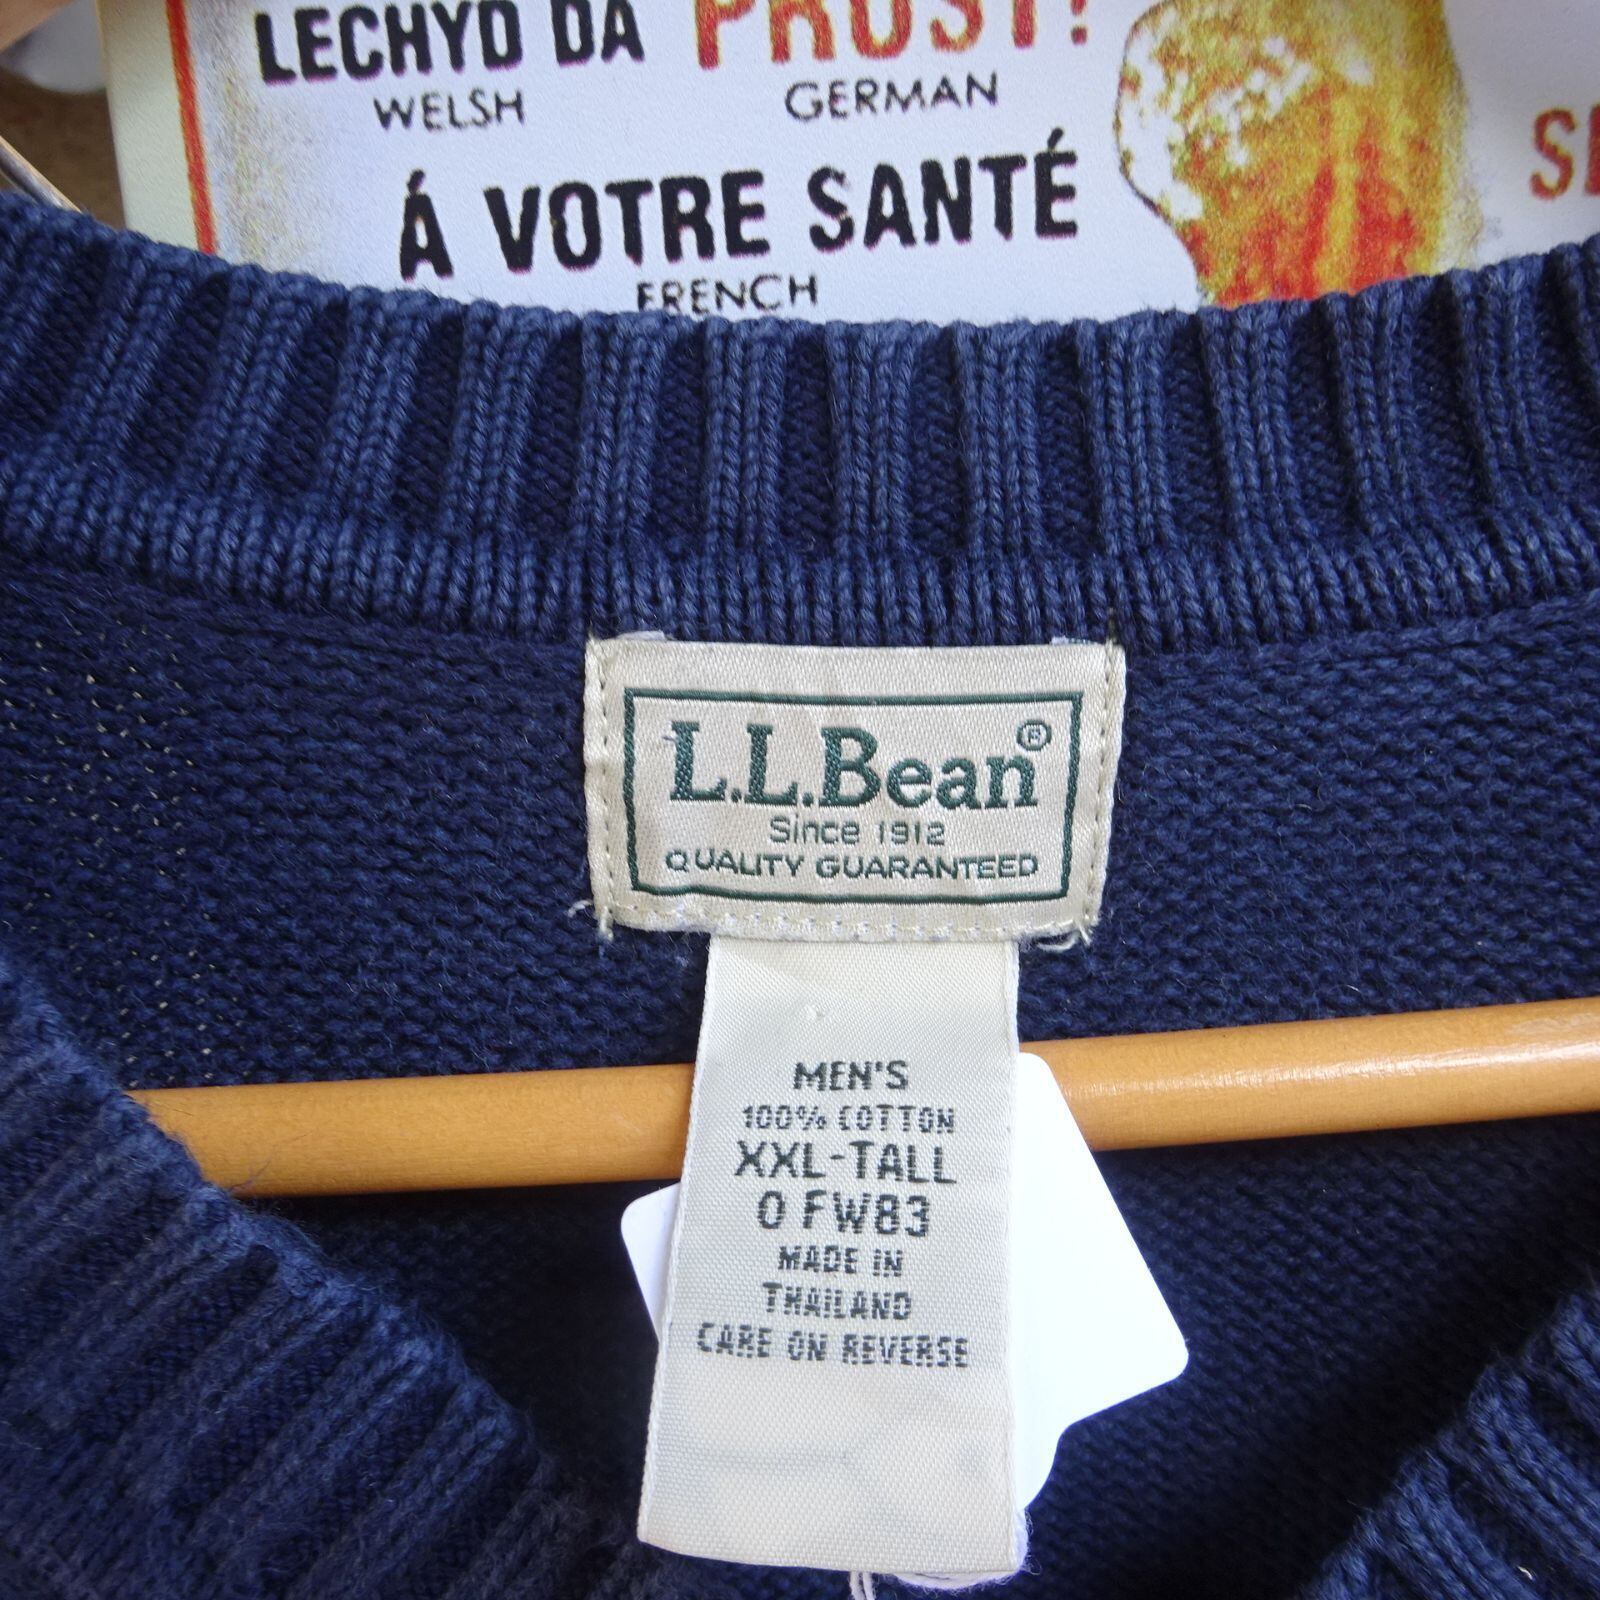 LECHYD DA PROST!
WELSH GERMAN
Á VOTRE SANTÉ
FRENCH
L.L.Bean®
Since 1912
QUALITY GUARANTEED
MEN'S
100% COTTON
XXL-TALL
0 FW83
MADE IN
THAILAND
CARE ON REVERSE